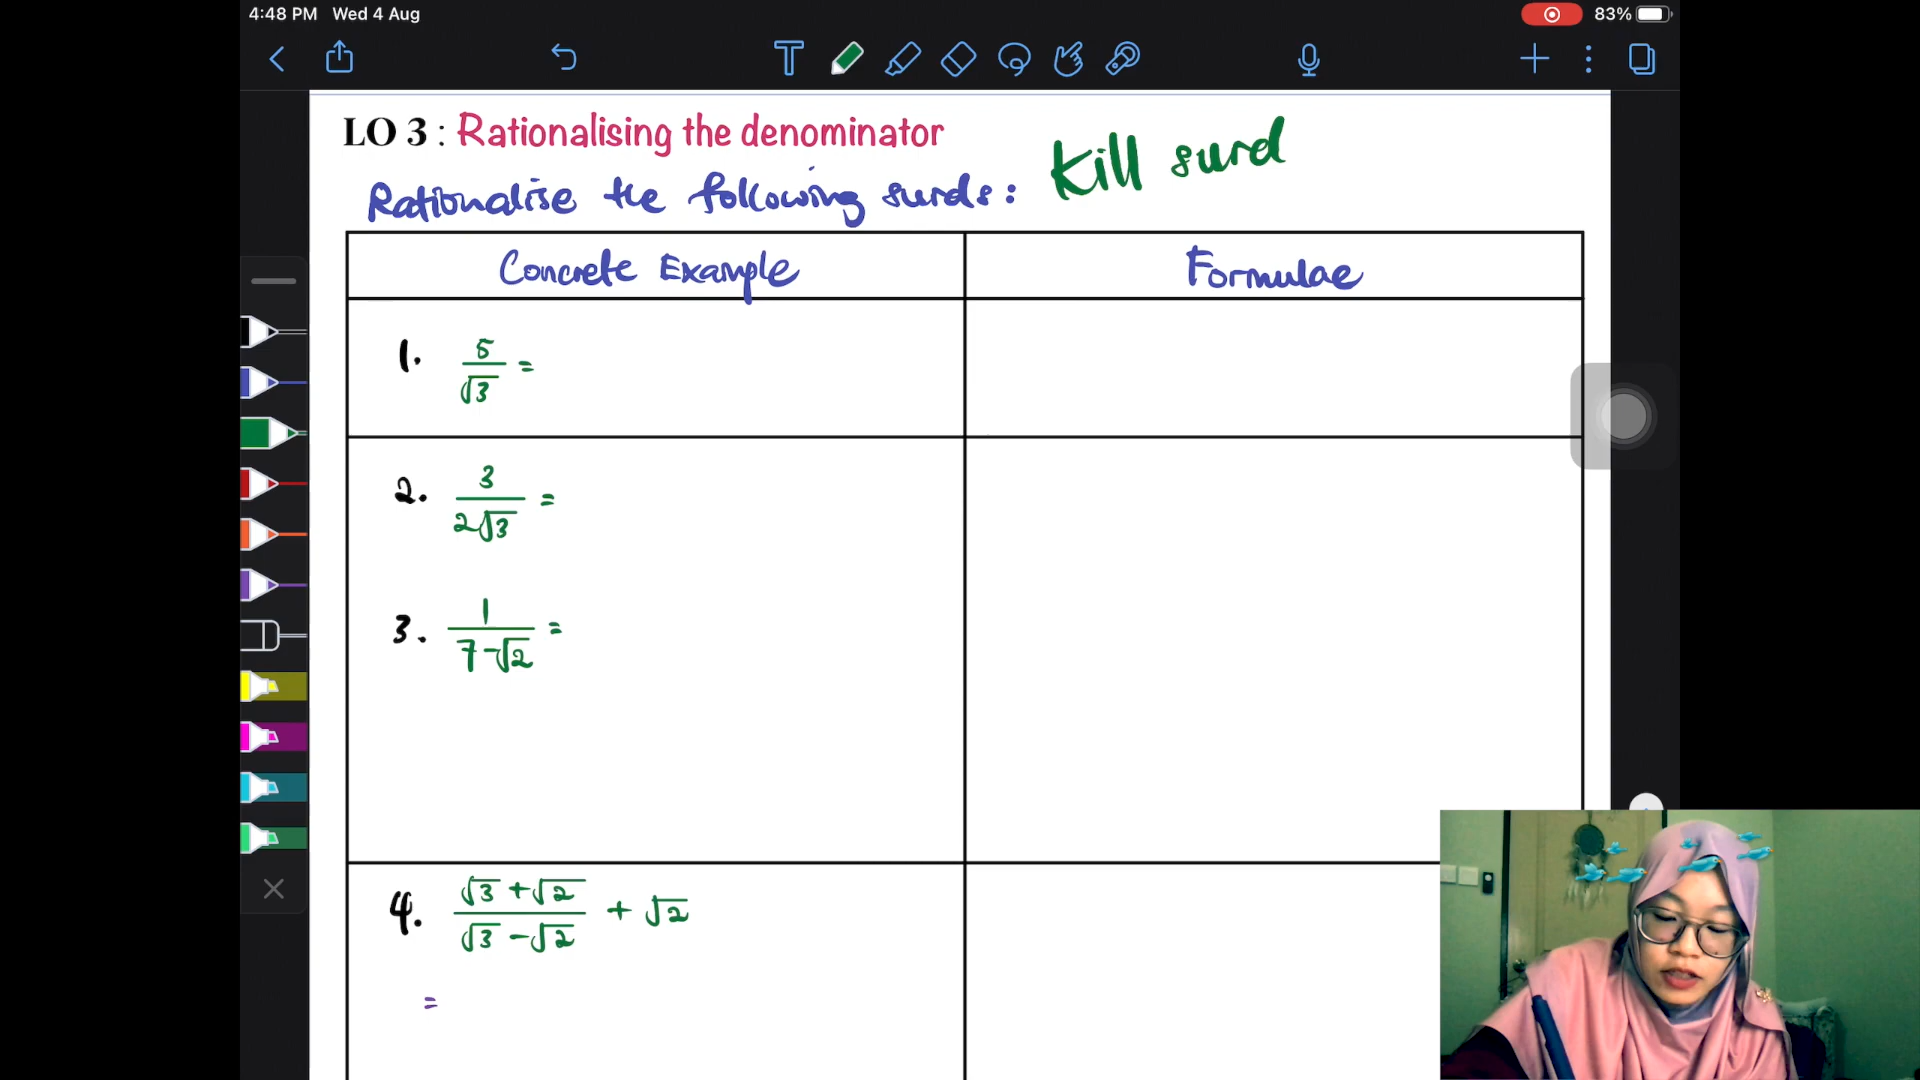 4:48 PM Wed 4 Aug
83%
LO 3 : Rationalising the denominator
Kill surd
Rationalise the following surds:
Concrete Example
Formulae
1. 5/√3 =
2. 3/2√3 =
3. 1/7-√2 =
4. √3+√2/√3-√2 + √2
=